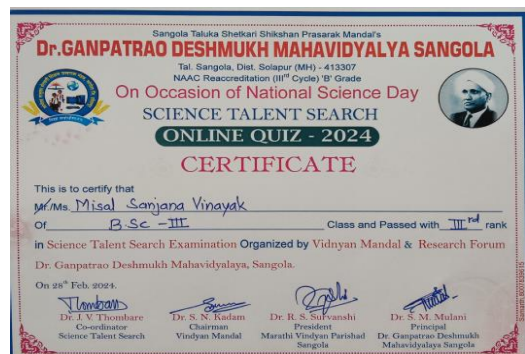 Sangola Taluka Shetkari Shikshan Prasarak Mandal's
Dr.GANPATRAO DESHMUKH MAHAVIDYALYA SANGOLA
Tal. Sangola, Dist. Solapur (MH) - 413307
NAAC Reaccreditation (IIIrd Cycle) 'B' Grade
On Occasion of National Science Day
SCIENCE TALENT SEARCH
ONLINE QUIZ - 2024
CERTIFICATE
This is to certify that
Mr./Ms. Misal Sanjana Vinayak
Of B.Sc - III Class and Passed with IIIrd rank
in Science Talent Search Examination Organized by Vidnyan Mandal & Research Forum
Dr. Ganpatrao Deshmukh Mahavidyalaya, Sangola.
On 28th Feb. 2024.
Dr. J. V. Thombare Dr. S. N. Kadam Dr. R. S. Survanshi Dr. S. M. Mulani
Co-ordinator Chairman President Principal
Science Talent Search Vindyan Mandal Marathi Vindyan Parishad Dr. Ganpatrao Deshmukh
Sangola Mahavidyalaya Sangola